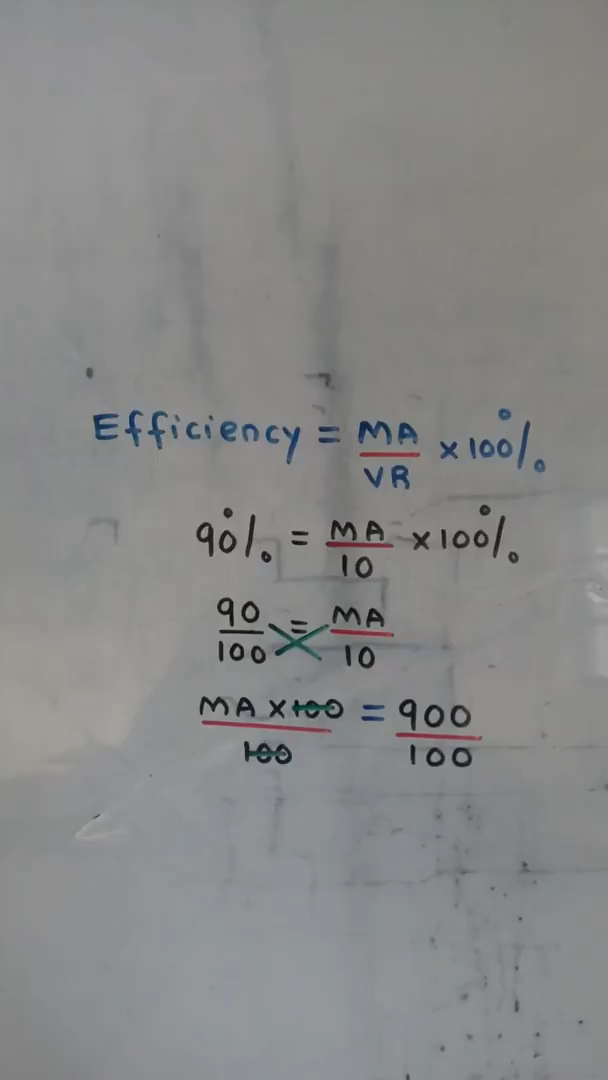 Efficiency = MA/VR × 100%
90% = MA/10 × 100%
90/100 = MA/10
MA × 100/100 = 900/100